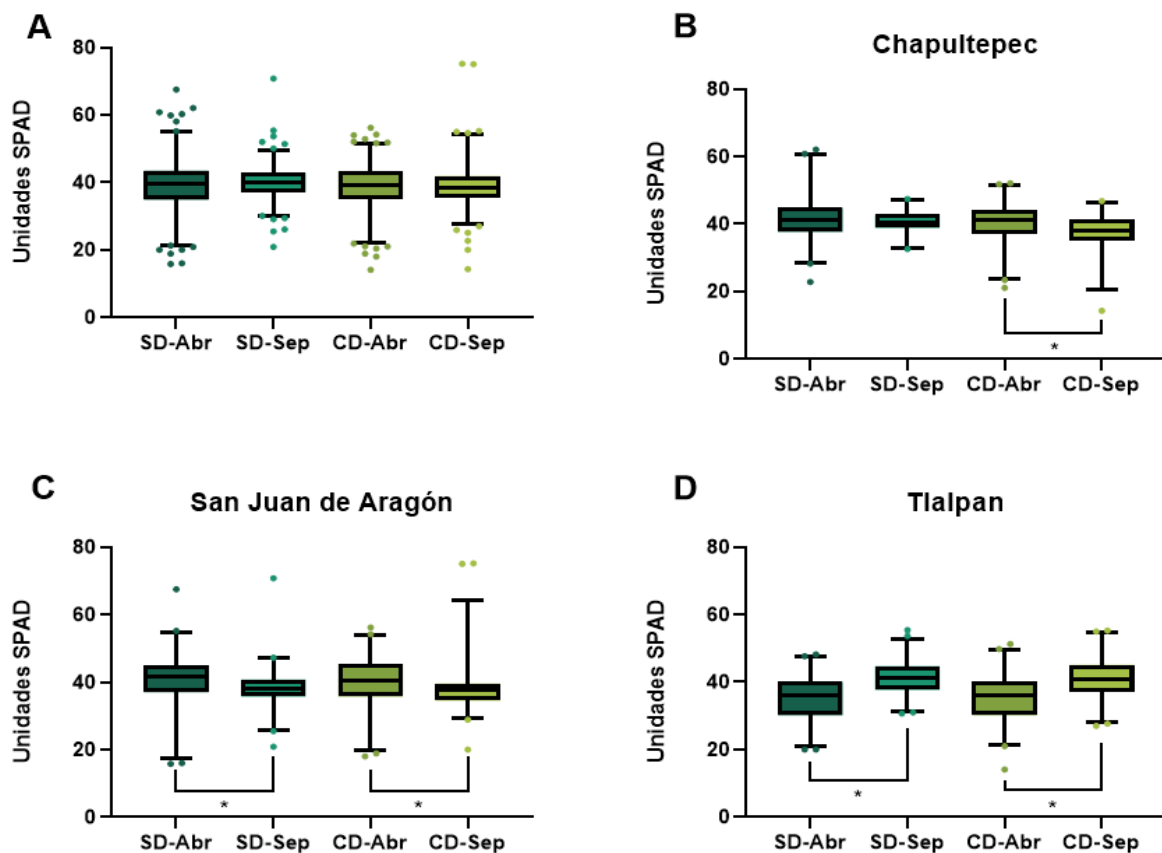 A
Unidades SPAD
80
60
40
20
0
SD-Abr SD-Sep CD-Abr CD-Sep
B
Chapultepec
Unidades SPAD
80
60
40
20
0
*
SD-Abr SD-Sep CD-Abr CD-Sep
C
San Juan de Aragón
Unidades SPAD
80
60
40
20
0
* *
SD-Abr SD-Sep CD-Abr CD-Sep
D
Tlalpan
Unidades SPAD
80
60
40
20
0
* *
SD-Abr SD-Sep CD-Abr CD-Sep